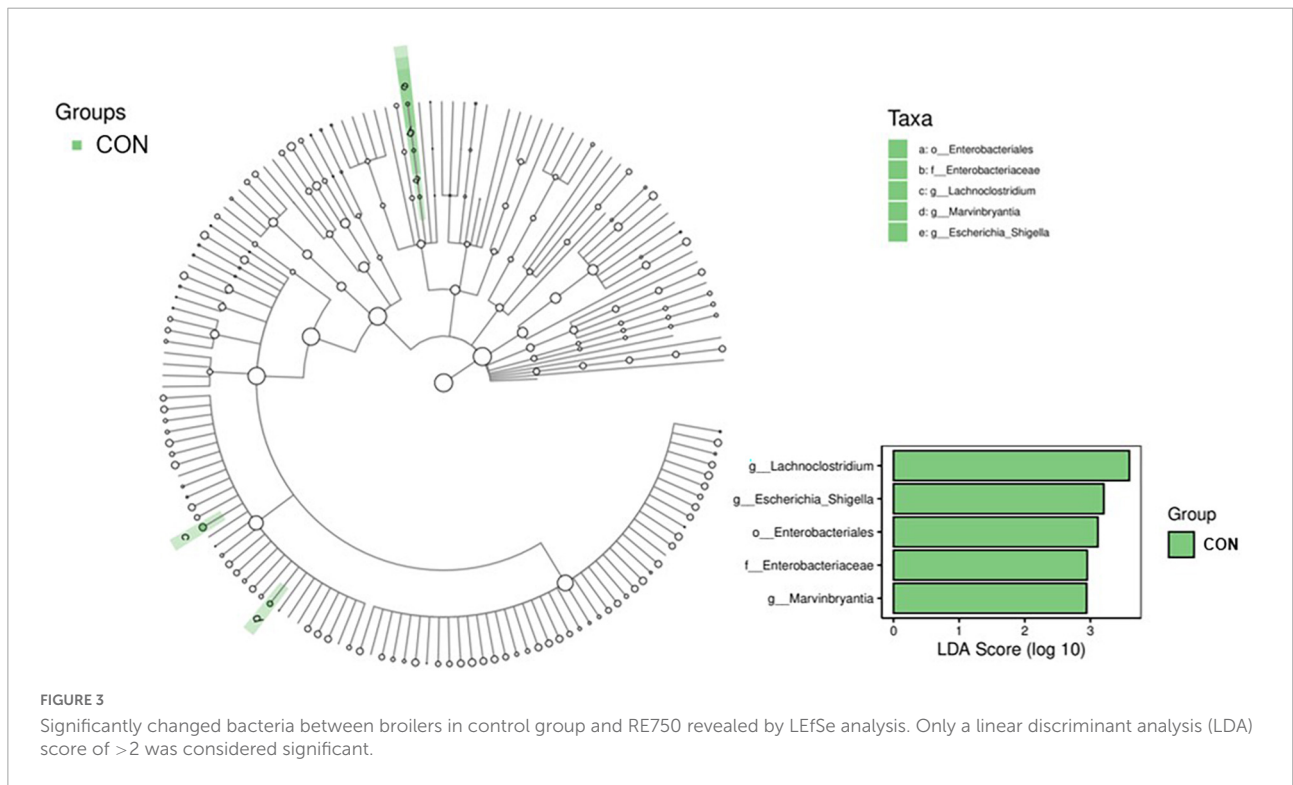 Groups
CON
Taxa
a: o__Enterobacteriales
b: f__Enterobacteriaceae
c: g__Lachnoclostridium
d: g__Marvinbryantia
e: g__Escherichia_Shigella
e
b
a
c
d
g__Lachnoclostridium
g__Escherichia_Shigella
o__Enterobacteriales
f__Enterobacteriaceae
g__Marvinbryantia
0 1 2 3
LDA Score (log 10)
Group
CON
FIGURE 3
Significantly changed bacteria between broilers in control group and RE750 revealed by LEfSe analysis. Only a linear discriminant analysis (LDA)
score of >2 was considered significant.